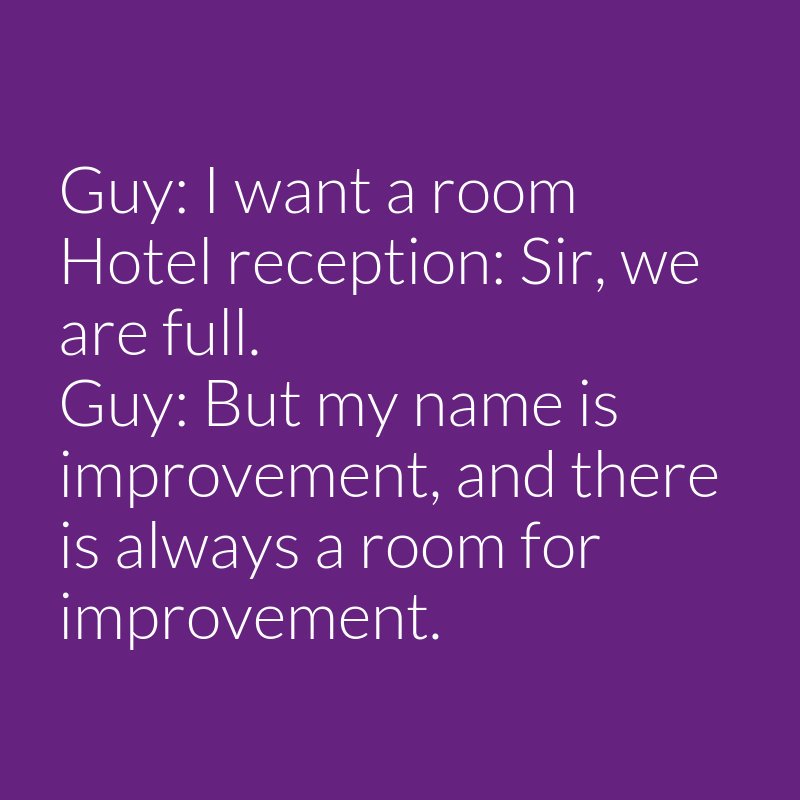 Guy: I want a room
Hotel reception: Sir, we
are full.
Guy: But my name is
improvement, and there
is always a room for
improvement.